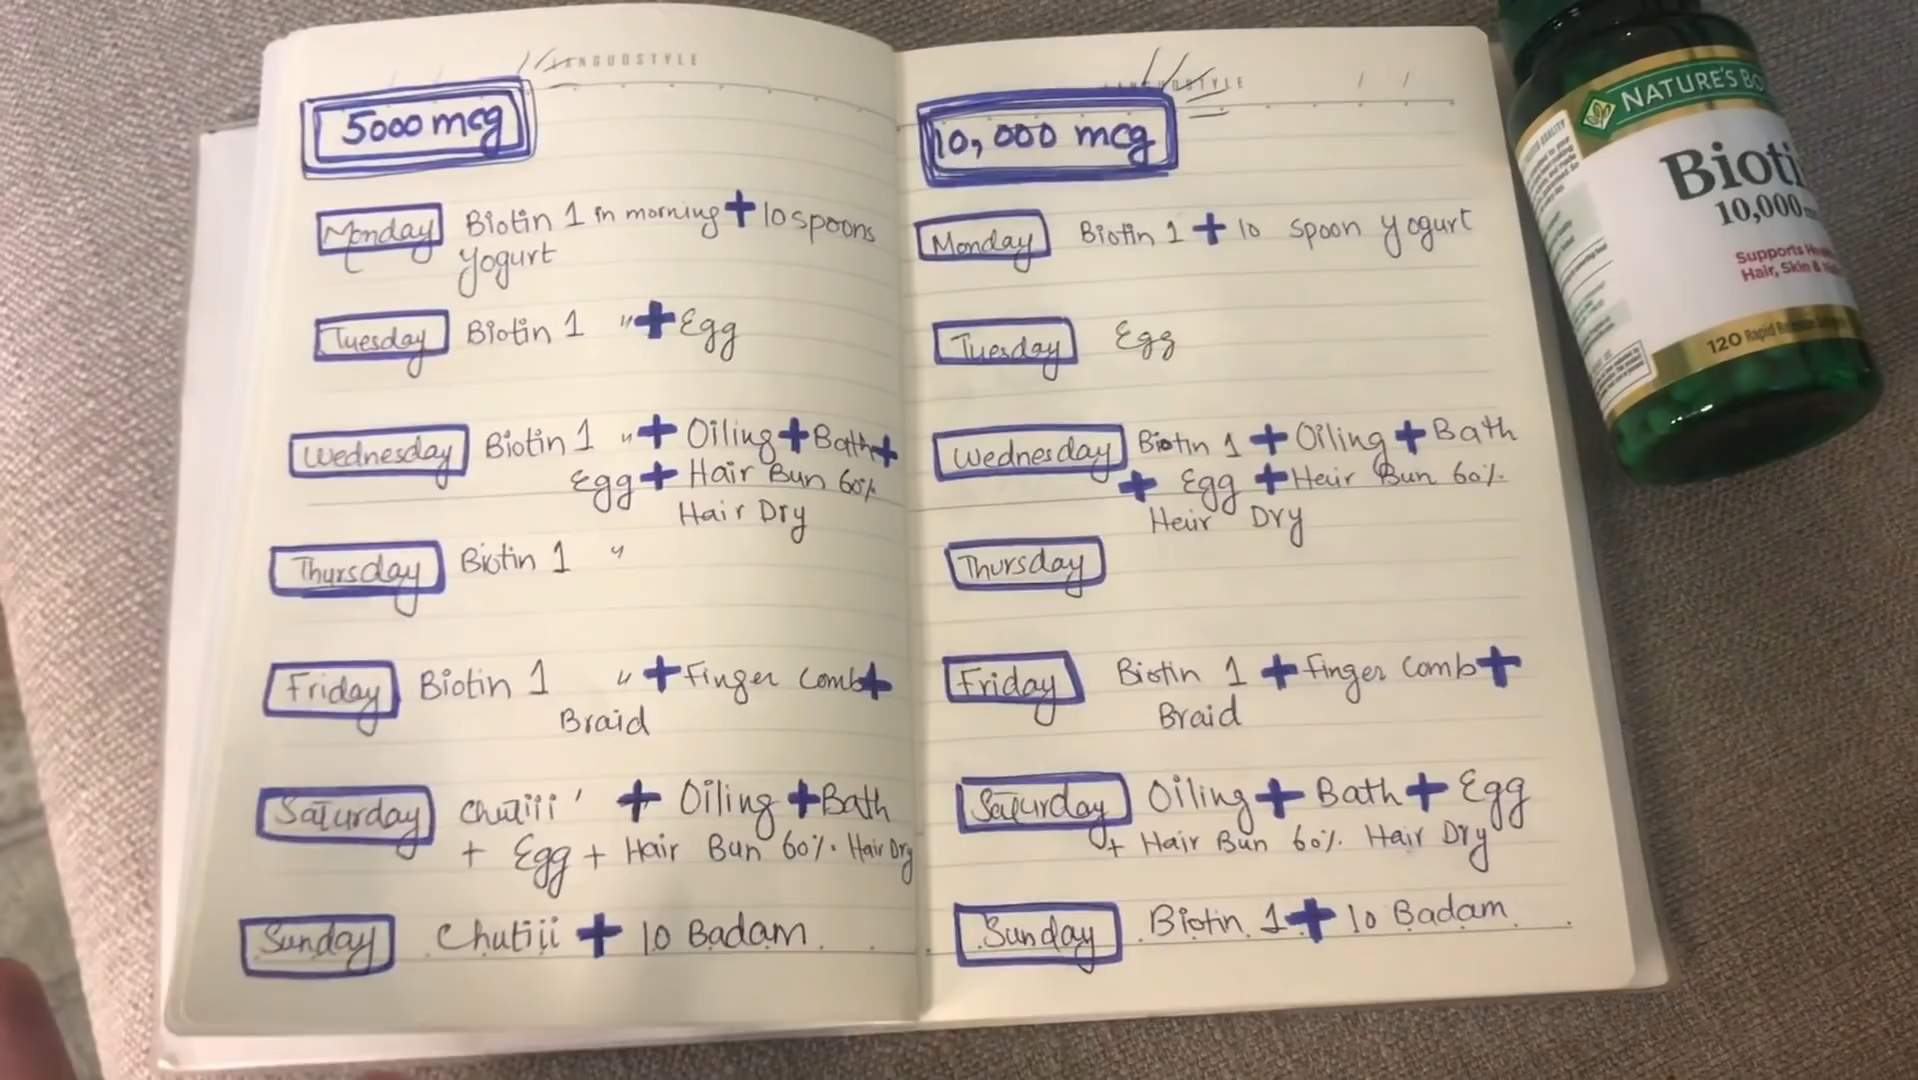 LANGUOSTYLE
5000 mcg
Monday Biotin 1 in morning + 10 spoons
Yogurt
Tuesday Biotin 1 " + Egg
Wednesday Biotin 1 " + Oiling + Bath +
Egg + Hair Bun 60%
Hair Dry
Thursday Biotin 1 "
Friday Biotin 1 " + Finger Comb +
Braid
Saturday Chutiii ' + Oiling + Bath
+ Egg + Hair Bun 60%. Hair Dry
Sunday Chutiii + 10 Badam
10,000 mcg
Monday Biotin 1 + 10 spoon Yogurt
Tuesday Egg
Wednesday Biotin 1 + Oiling + Bath
+ Egg + Heir Bun 60%.
Heir Dry
Thursday
Friday Biotin 1 + Finger Comb +
Braid
Saturday Oiling + Bath + Egg
+ Hair Bun 60%. Hair Dry
Sunday Biotin 1 + 10 Badam
NATURE'S
10,000
Supports
Hair, Skin &
120 Rapid